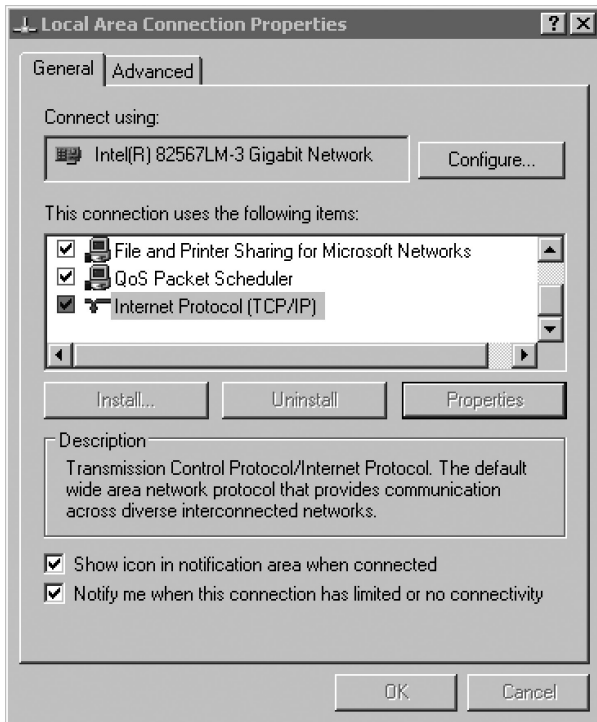 Local Area Connection Properties
General Advanced
Connect using:
Intel(R) 82567LM-3 Gigabit Network Configure...
This connection uses the following items:
File and Printer Sharing for Microsoft Networks
QoS Packet Scheduler
Internet Protocol (TCP/IP)
Install... Uninstall Properties
Description
Transmission Control Protocol/Internet Protocol. The default
wide area network protocol that provides communication
across diverse interconnected networks.
Show icon in notification area when connected
Notify me when this connection has limited or no connectivity
OK Cancel